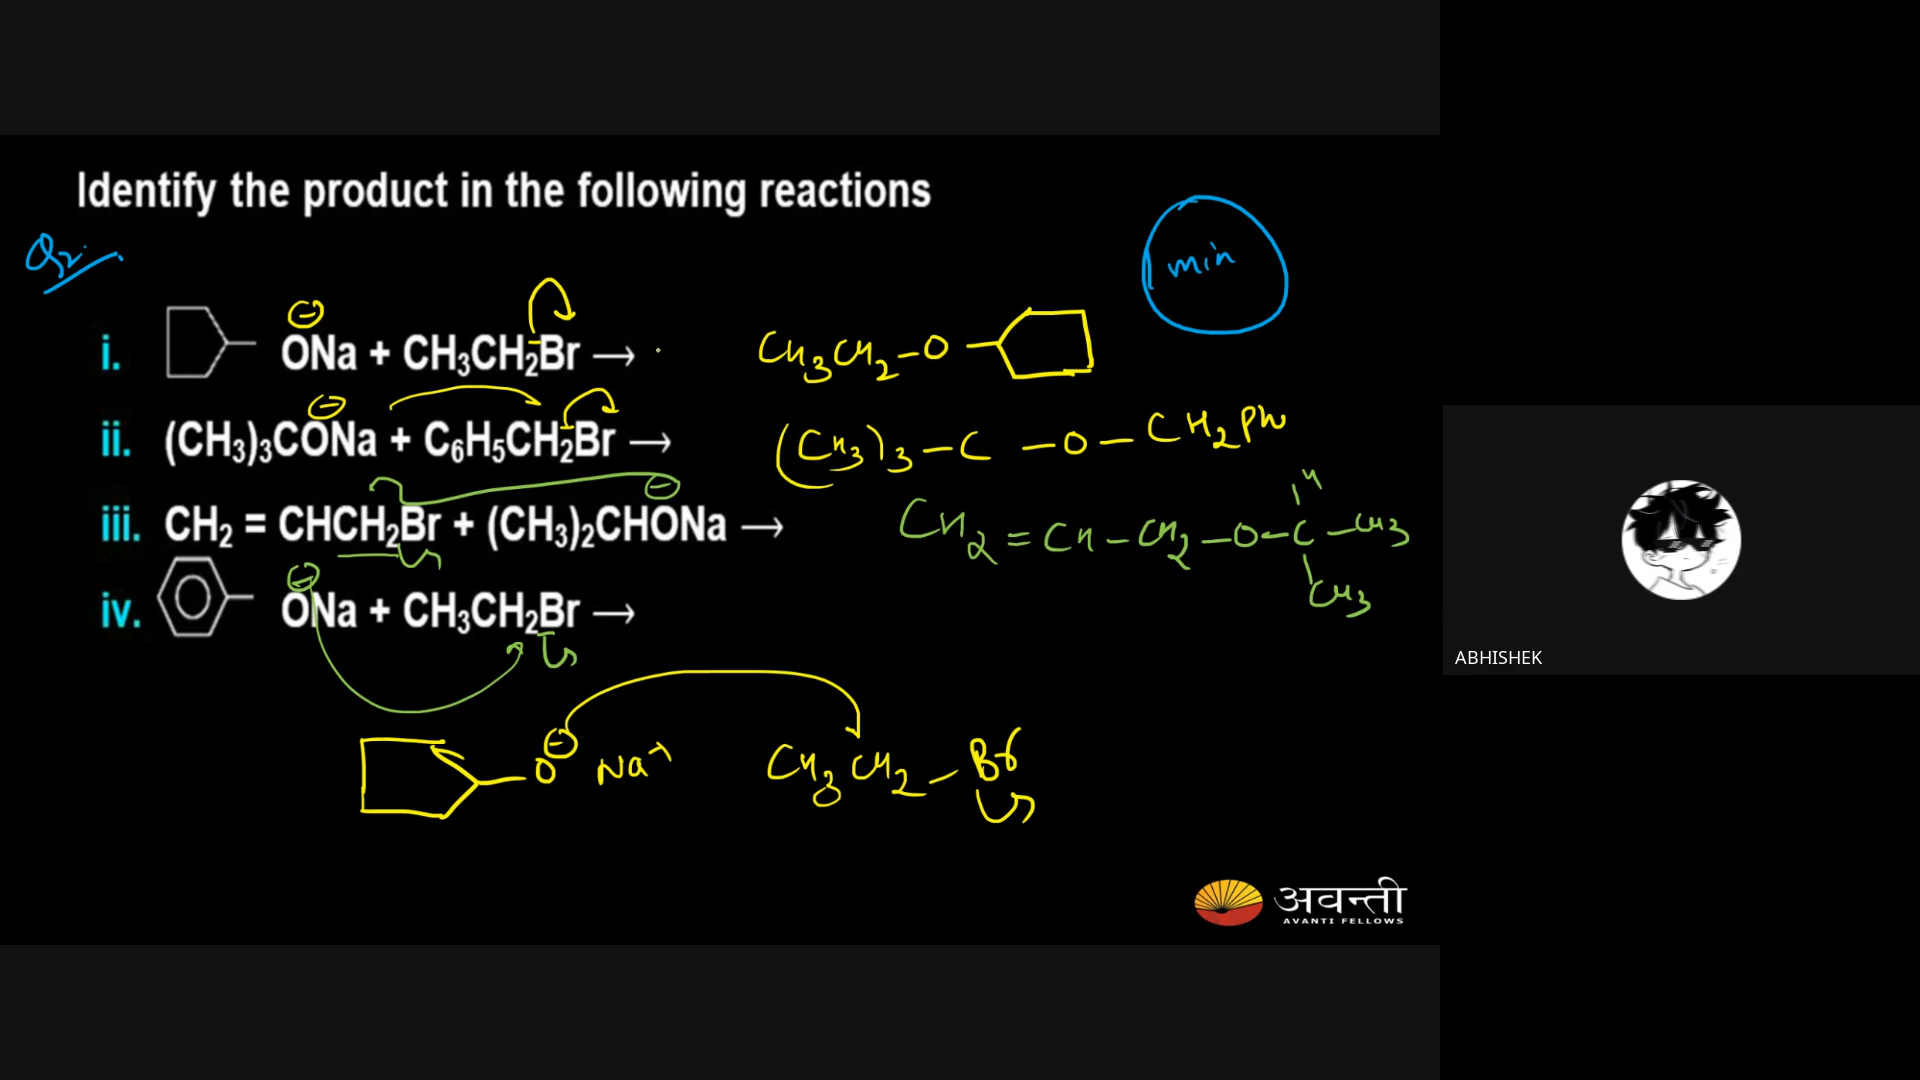 Identify the product in the following reactions
Q2.
min
i. ONa + CH₃CH₂Br →
CH₃CH₂-O-
ii. (CH₃)₃CONa + C₆H₅CH₂Br →
(CH₃)₃-C-O-CH₂Ph
iii. CH₂ = CHCH₂Br + (CH₃)₂CHONa →
CH₂=CH-CH₂-O-C-CH₃
H
CH₃
iv. ONa + CH₃CH₂Br →
O⊖ Na⁺ CH₃CH₂-Br
अवन्ती
AVANTI FELLOWS
ABHISHEK